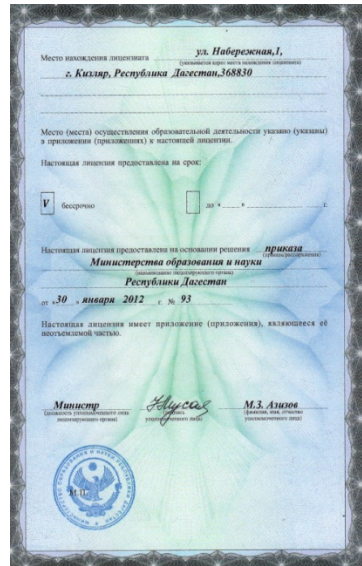 Место нахождения лицензиата ул. Набережная,1,
(указывается адрес места нахождения лицензиата)
г. Кизляр, Республика Дагестан,368830
Место (места) осуществления образовательной деятельности указано (указаны)
в приложении (приложениях) к настоящей лицензии.
Настоящая лицензия предоставлена на срок:
V бессрочно до « » г.
Настоящая лицензия предоставлена на основании решения приказа
(приказа/распоряжения)
Министерства образования и науки
(наименование лицензирующего органа)
Республики Дагестан
от «30 » января 2012 г. № 93
Настоящая лицензия имеет приложение (приложения), являющееся её
неотъемлемой частью.
Министр М.З. Азизов
(должность уполномоченного лица (подпись (фамилия, имя, отчество
лицензирующего органа) уполномоченного лица) уполномоченного лица)
М.П.